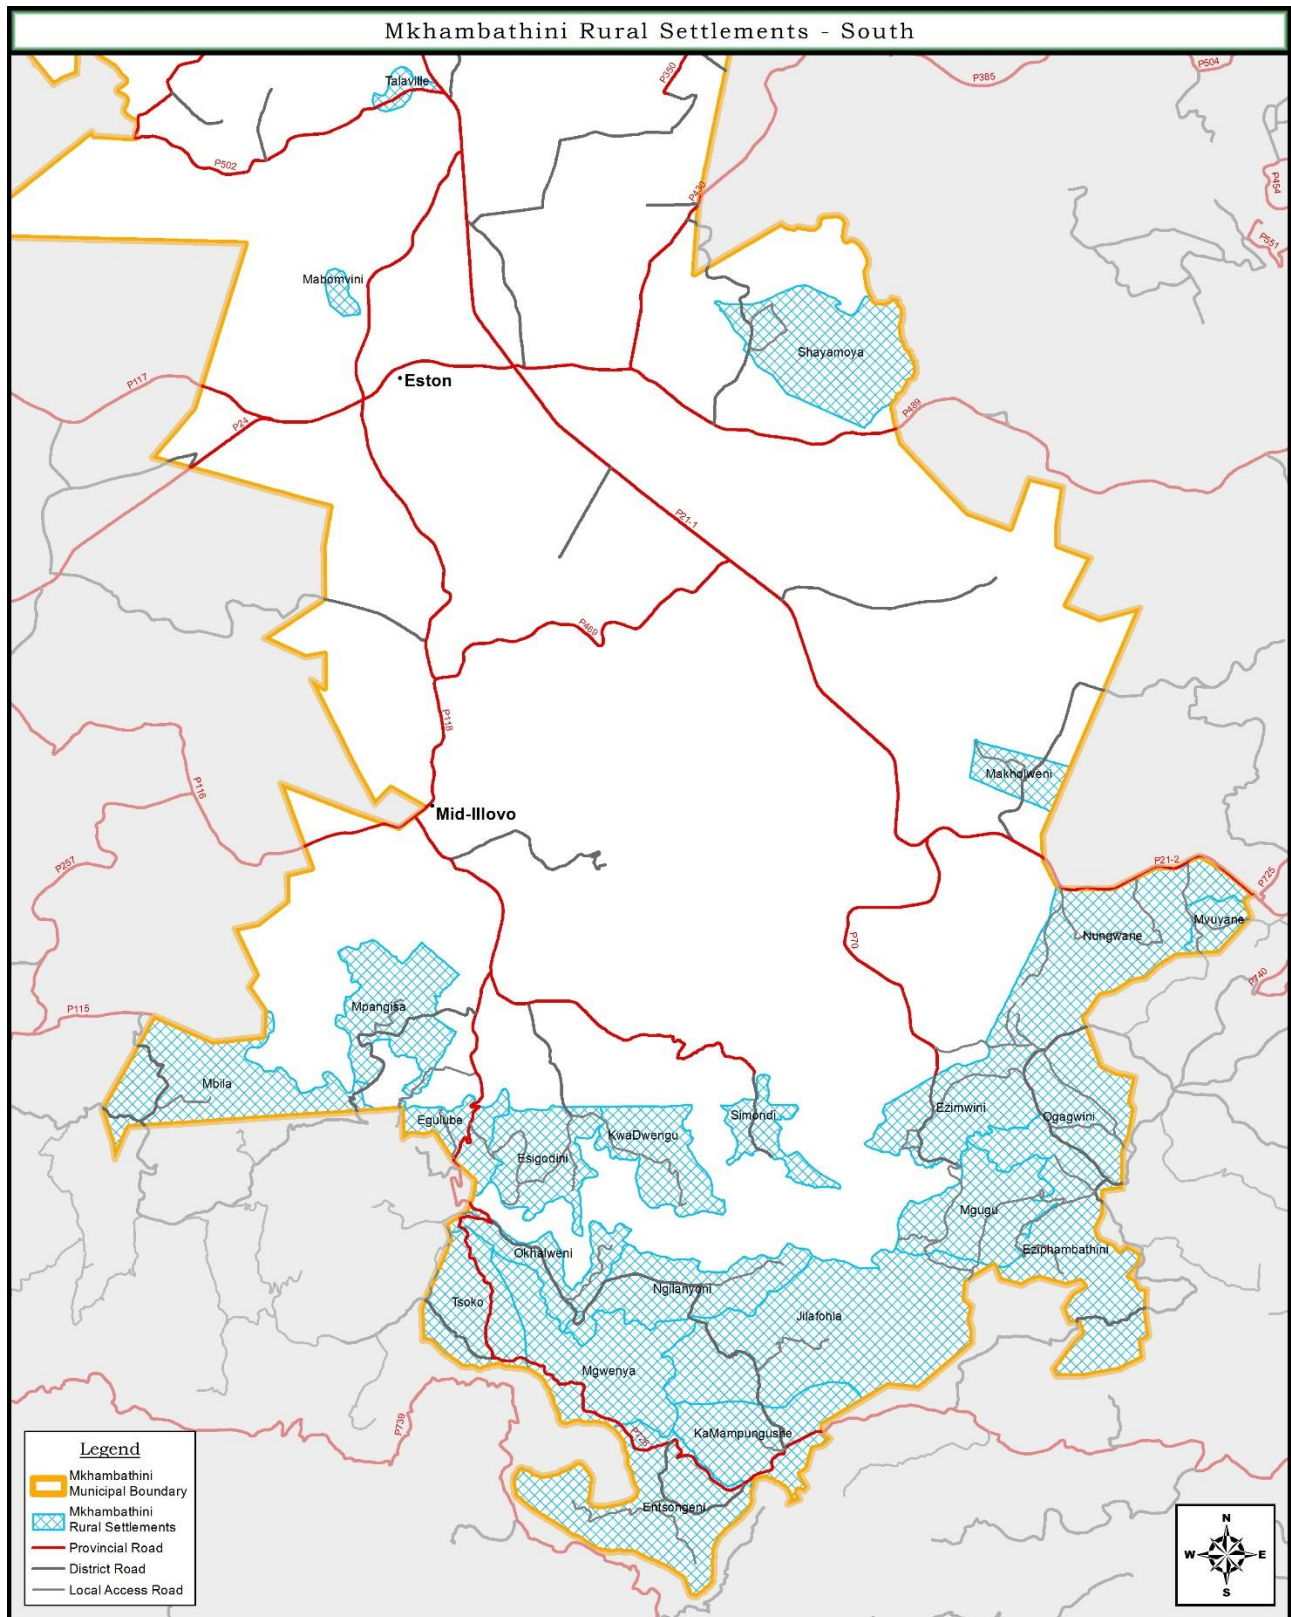 Mkhambathini Rural Settlements - South
P350
P385
P504
Talaville
P502
P454
P430
P551
Mabomvini
Shayamoya
P117
Eston
P24
P489
P21-1
P469
P118
Makholweni
P116
Mid-Illovo
P257
P21-2
P725
Mvuyane
Nungwane
P70
P740
Mpangisa
P115
Mbila
Egulube
Simondi
Ezimwini
Ogagwini
KwaDwengu
Esigodini
Mgugu
Okhalweni
Eziphambathini
Ngilanyoni
Tsoko
Jilafohla
Mgwenya
P739
P726
KaMampungushe
Entsongeni
Legend
Mkhambathini
Municipal Boundary
Mkhambathini
Rural Settlements
Provincial Road
District Road
Local Access Road
N
W E
S